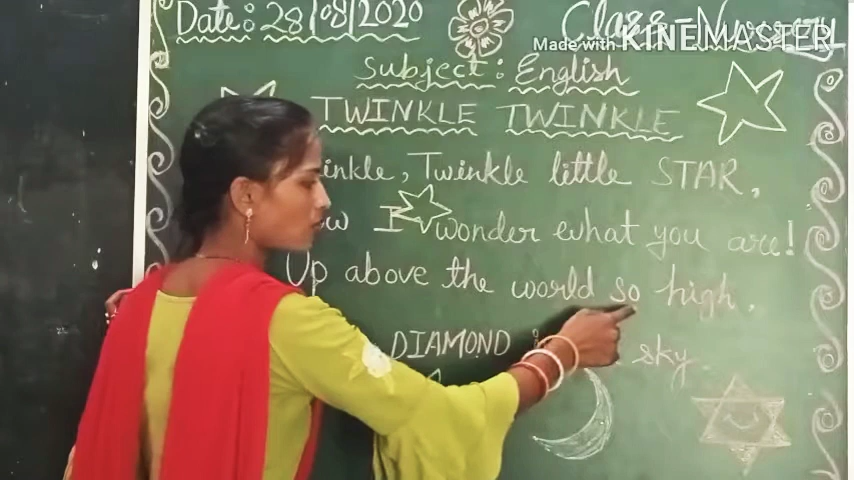 Date: 28/08/2020
Class - Nursery
Made with KINEMASTER
Subject: English
TWINKLE TWINKLE
inkle, Twinkle little STAR,
ow I wonder what you are!
Up above the world so high,
DIAMOND
sky.